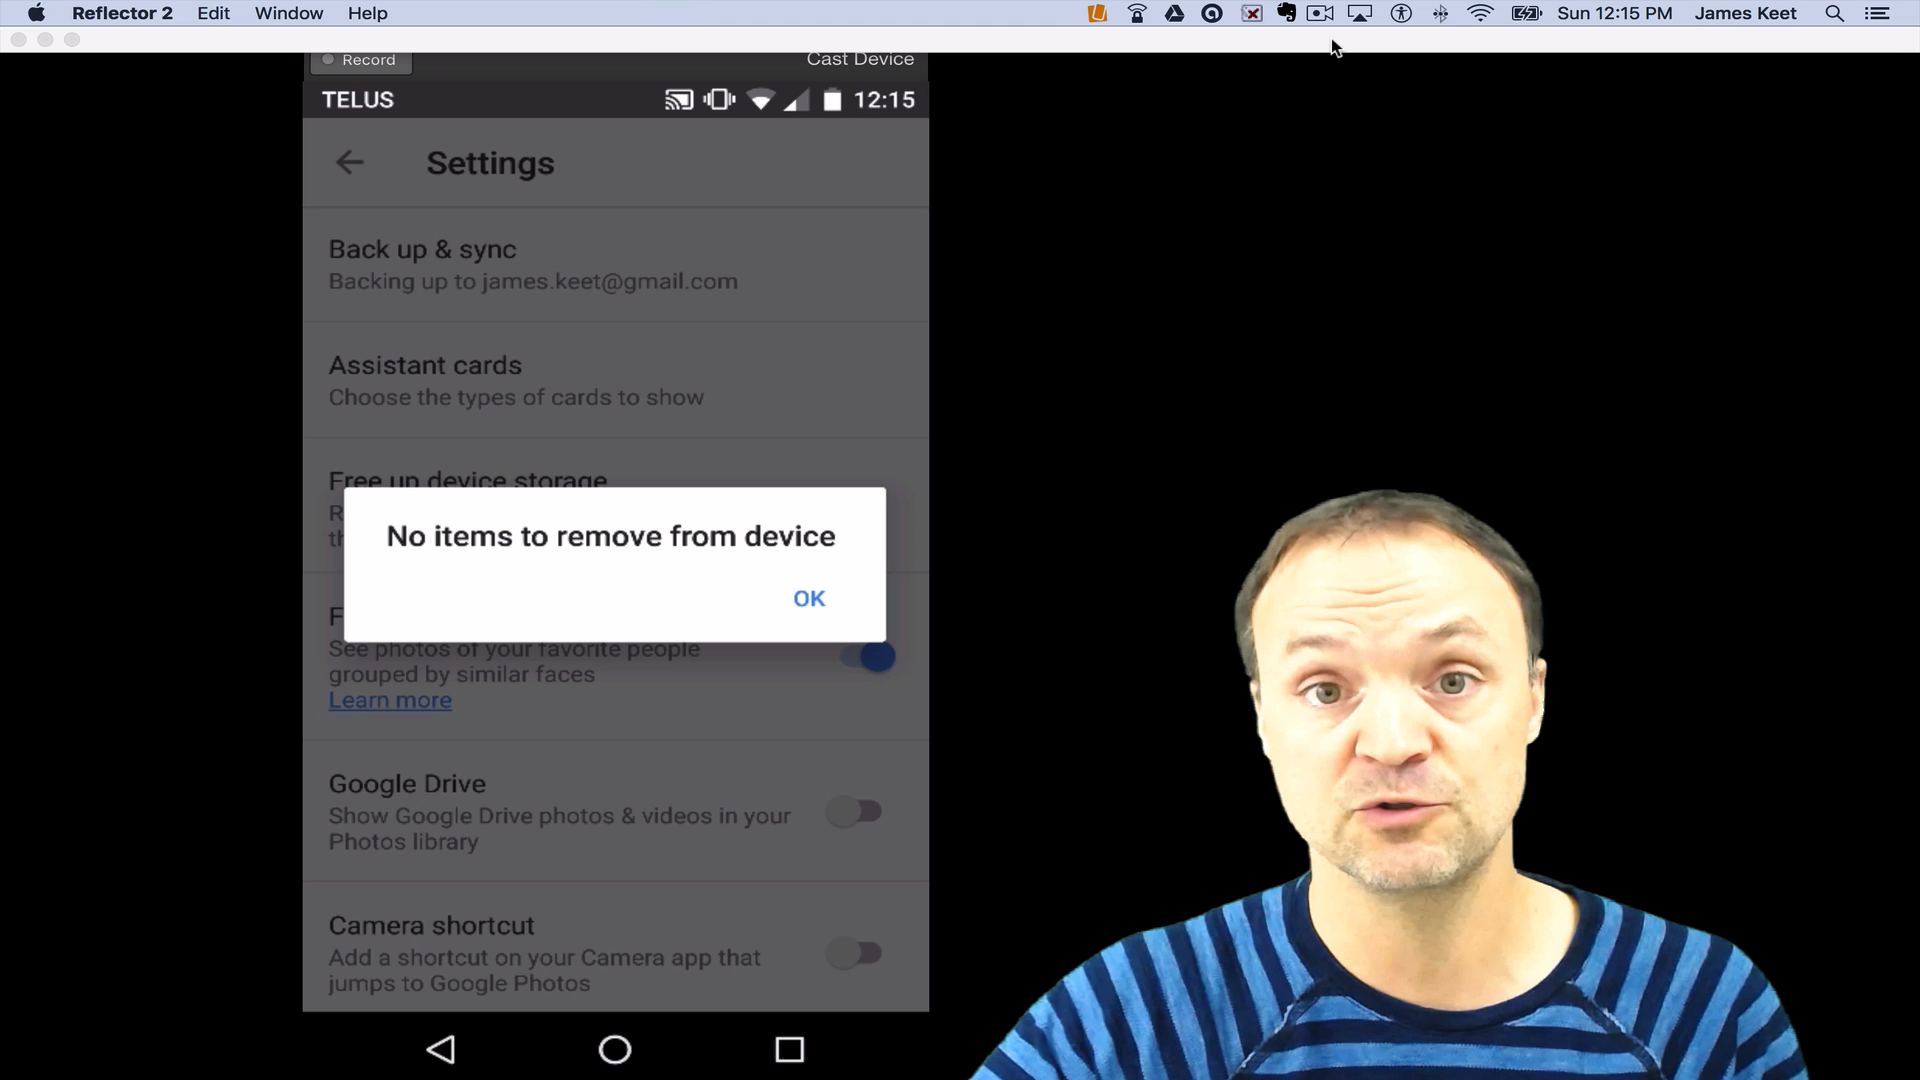 Reflector 2 Edit Window Help Sun 12:15 PM James Keet
Record Cast Device
TELUS 12:15
Settings
Back up & sync
Backing up to james.keet@gmail.com
Assistant cards
Choose the types of cards to show
Free up device storage
No items to remove from device
OK
See photos of your favorite people
grouped by similar faces
Learn more
Google Drive
Show Google Drive photos & videos in your
Photos library
Camera shortcut
Add a shortcut on your Camera app that
jumps to Google Photos